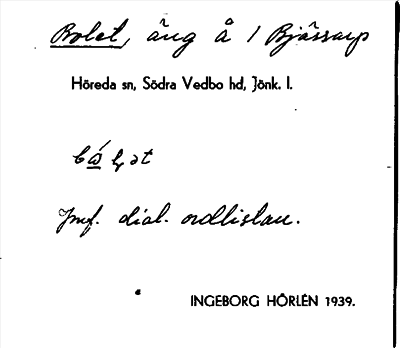 Bolet, äng å 1 Bjässarp
Höreda sn, Södra Vedbo hd, Jönk. l.
Jmf. dial. ordlistan.
INGEBORG HÖRLÉN 1939.